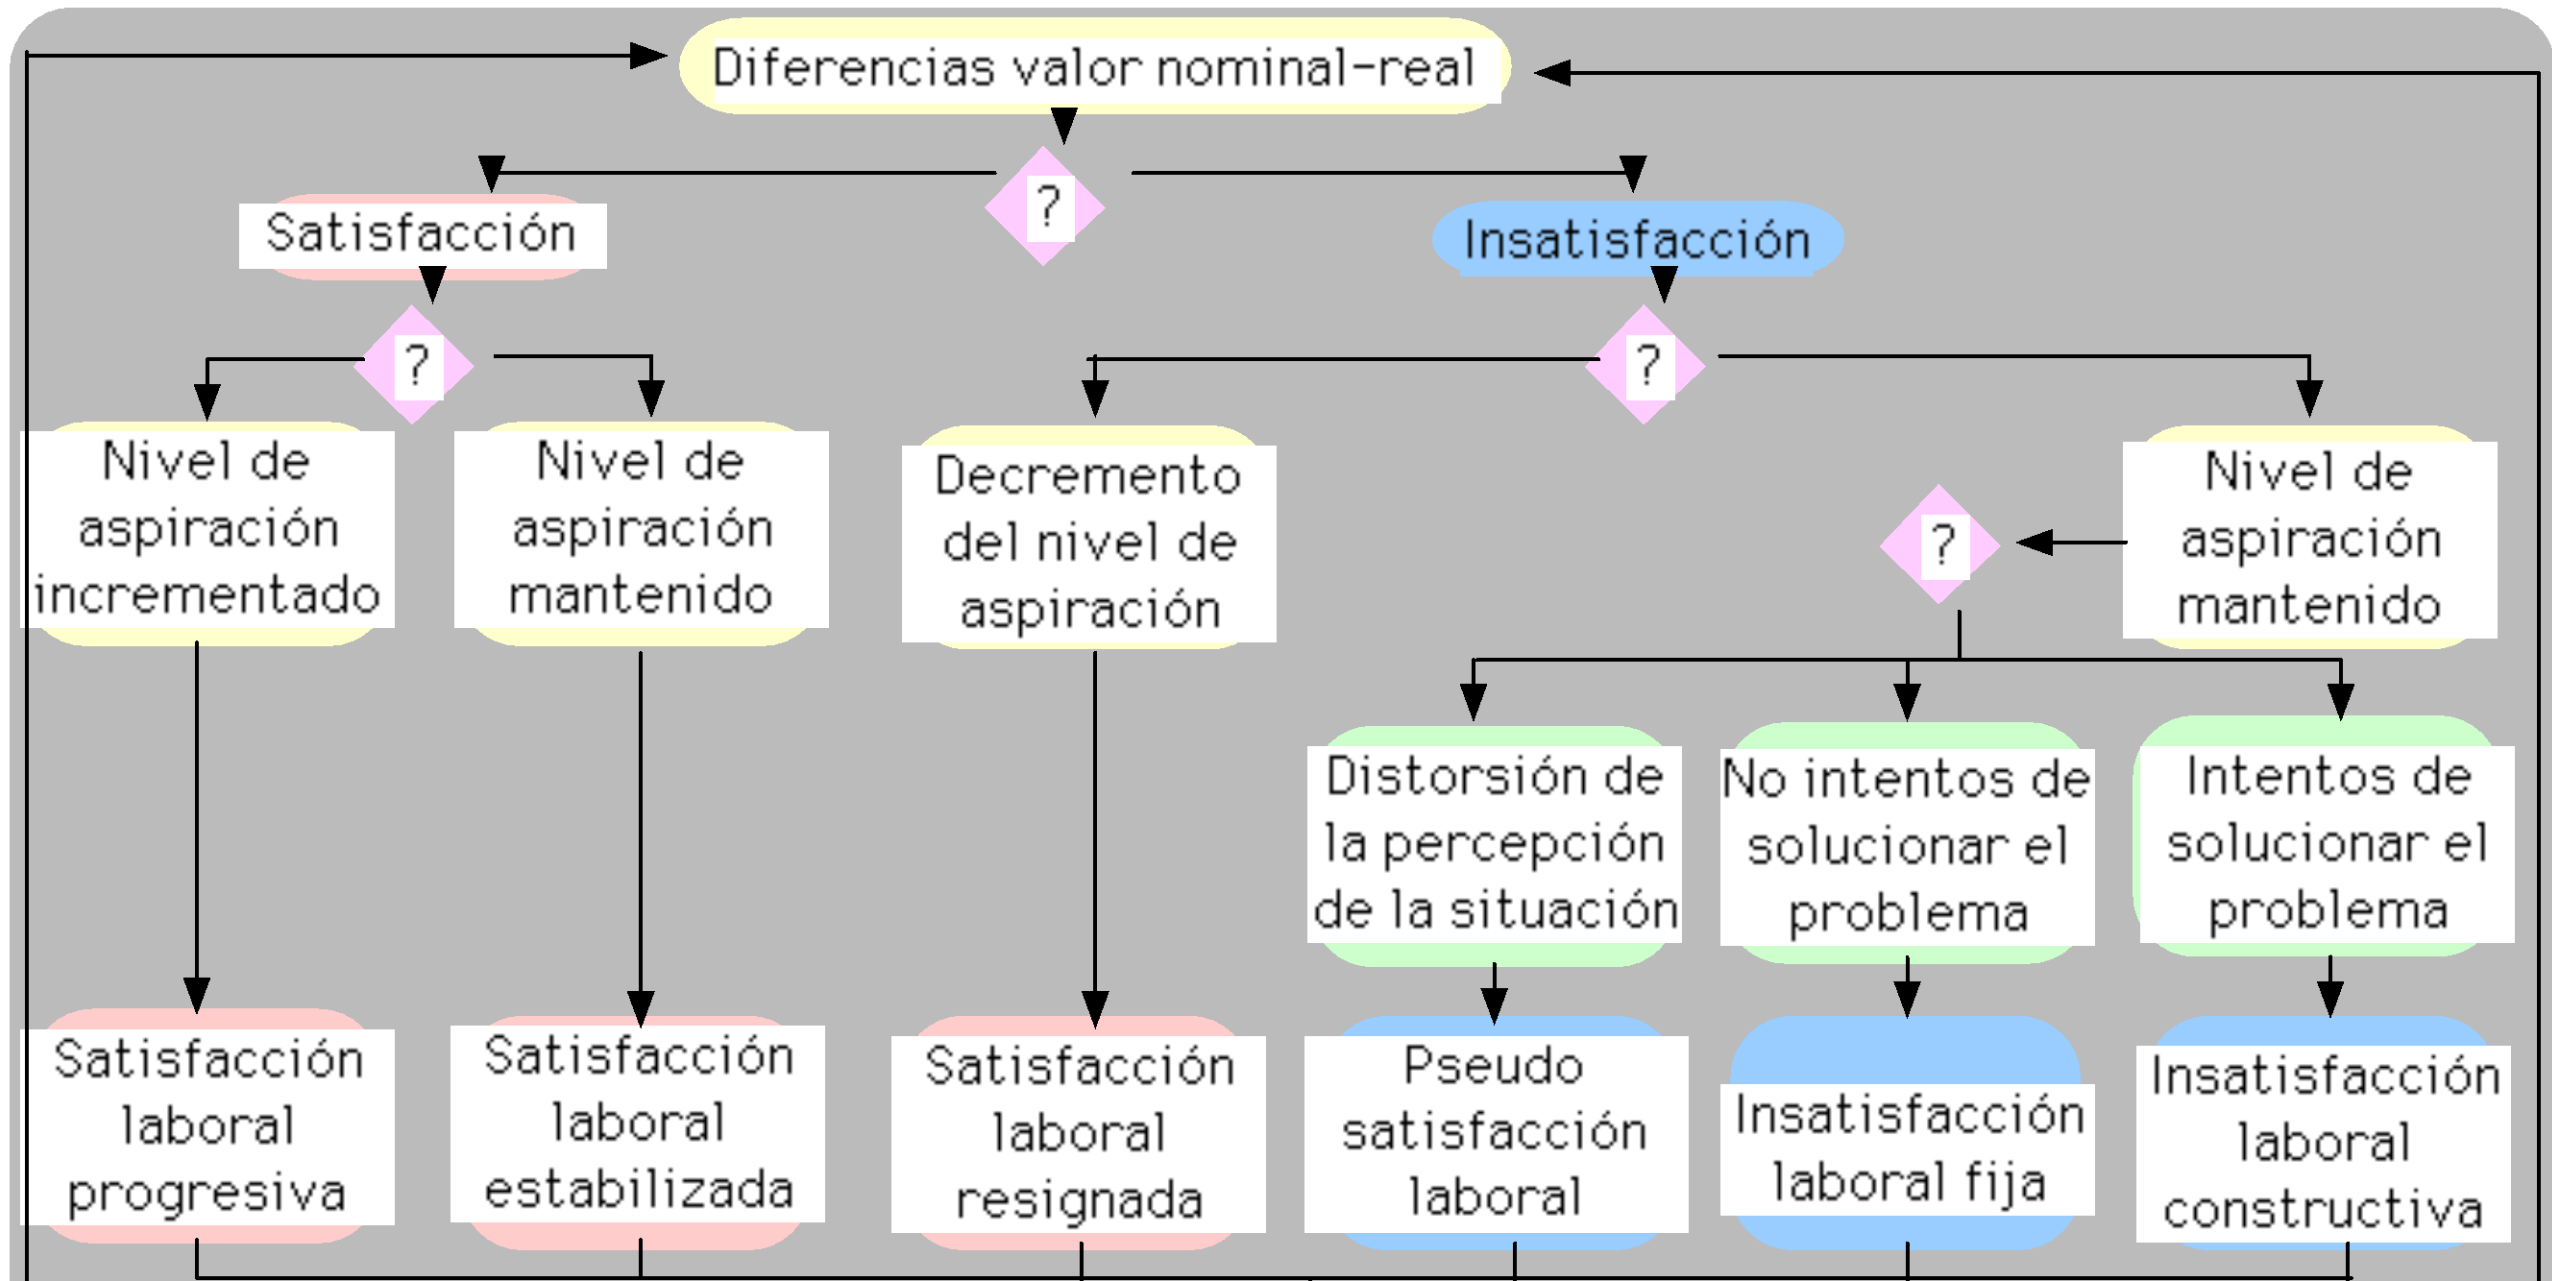 Diferencias valor nominal-real
?
Satisfacción
Insatisfacción
?
?
Nivel de
aspiración
incrementado
Nivel de
aspiración
mantenido
Decremento
del nivel de
aspiración
?
Nivel de
aspiración
mantenido
Distorsión de
la percepción
de la situación
No intentos de
solucionar el
problema
Intentos de
solucionar el
problema
Satisfacción
laboral
progresiva
Satisfacción
laboral
estabilizada
Satisfacción
laboral
resignada
Pseudo
satisfacción
laboral
Insatisfacción
laboral fija
Insatisfacción
laboral
constructiva